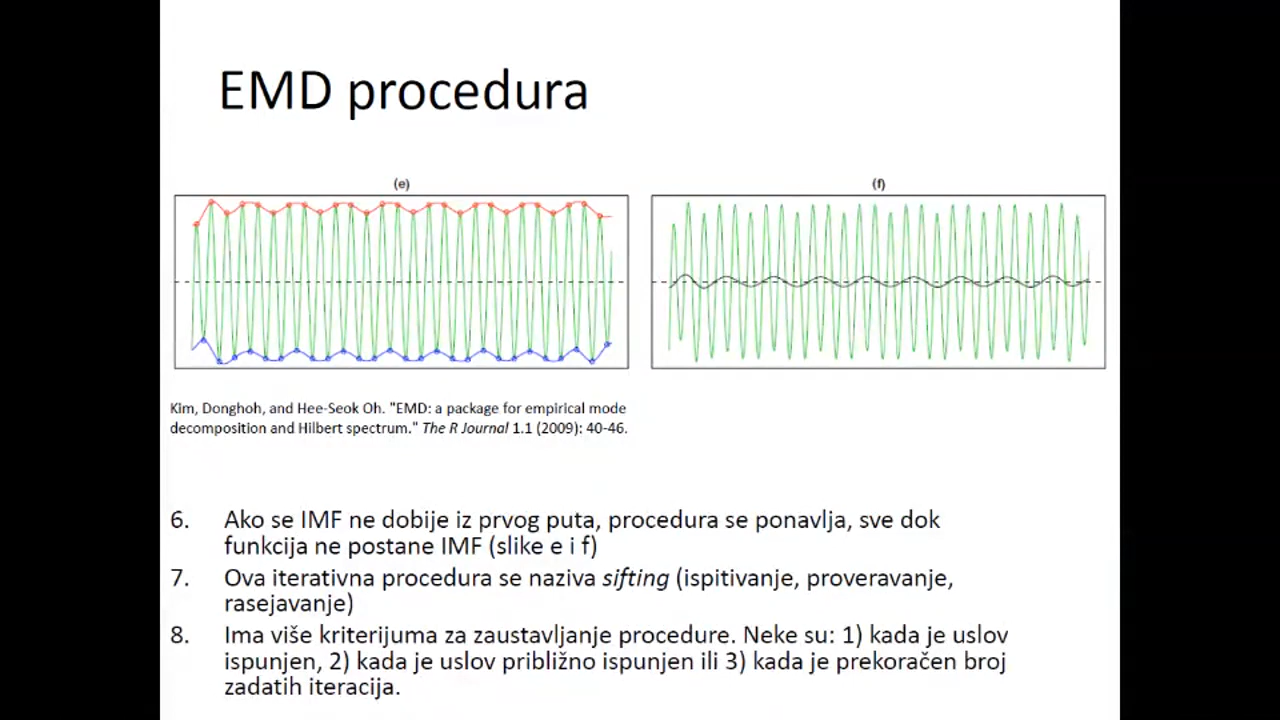 EMD procedura
(e)
(f)
Kim, Donghoh, and Hee-Seok Oh. "EMD: a package for empirical mode
decomposition and Hilbert spectrum." The R Journal 1.1 (2009): 40-46.
6. Ako se IMF ne dobije iz prvog puta, procedura se ponavlja, sve dok
funkcija ne postane IMF (slike e i f)
7. Ova iterativna procedura se naziva sifting (ispitivanje, proveravanje,
rasejavanje)
8. Ima više kriterijuma za zaustavljanje procedure. Neke su: 1) kada je uslov
ispunjen, 2) kada je uslov približno ispunjen ili 3) kada je prekoračen broj
zadatih iteracija.